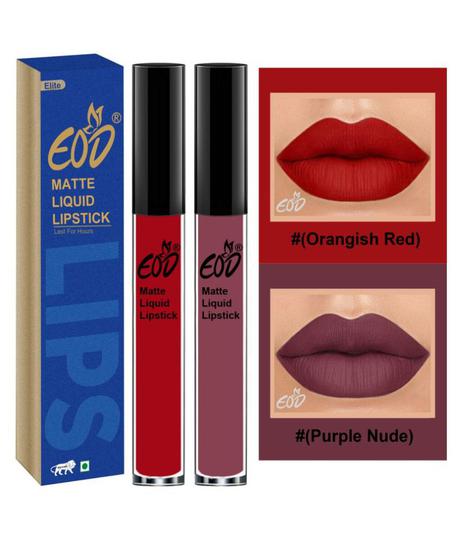 Elite
EOD®
MATTE
LIQUID
LIPSTICK
Last For Hours
LIPS
EOD®
Matte
Liquid
Lipstick
EOD®
Matte
Liquid
Lipstick
EOD
#(Orangish Red)
EOD
#(Purple Nude)